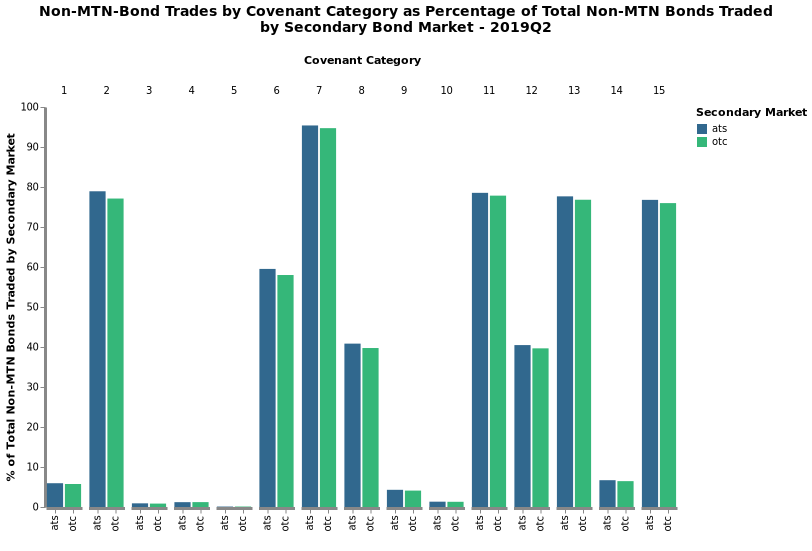 Non-MTN-Bond Trades by Covenant Category as Percentage of Total Non-MTN Bonds Traded
by Secondary Bond Market - 2019Q2
Covenant Category
1 2 3 4 5 6 7 8 9 10 11 12 13 14 15
% of Total Non-MTN Bonds Traded by Secondary Market
100
90
80
70
60
50
40
30
20
10
0
ats otc ats otc ats otc ats otc ats otc ats otc ats otc ats otc ats otc ats otc ats otc ats otc ats otc ats otc ats otc
Secondary Market
ats
otc